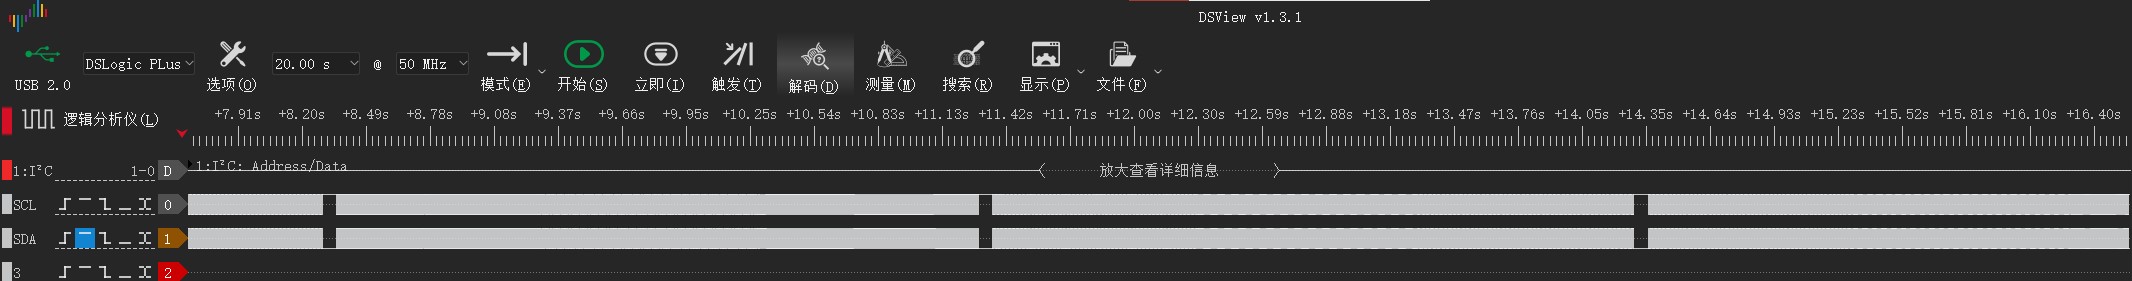 DSView v1.3.1
USB 2.0
DSLogic PLus
选项(O)
20.00 s
@
50 MHz
模式(E)
开始(S)
立即(I)
触发(T)
解码(D)
测量(M)
搜索(R)
显示(P)
文件(F)
逻辑分析仪(L)
+7.91s +8.20s +8.49s +8.78s +9.08s +9.37s +9.66s +9.95s +10.25s +10.54s +10.83s +11.13s +11.42s +11.71s +12.00s +12.30s +12.59s +12.88s +13.18s +13.47s +13.76s +14.05s +14.35s +14.64s +14.93s +15.23s +15.52s +15.81s +16.10s +16.40s
1:I²C 1-0 D 1:I²C: Address/Data 放大查看详细信息
SCL 0
SDA 1
3 2